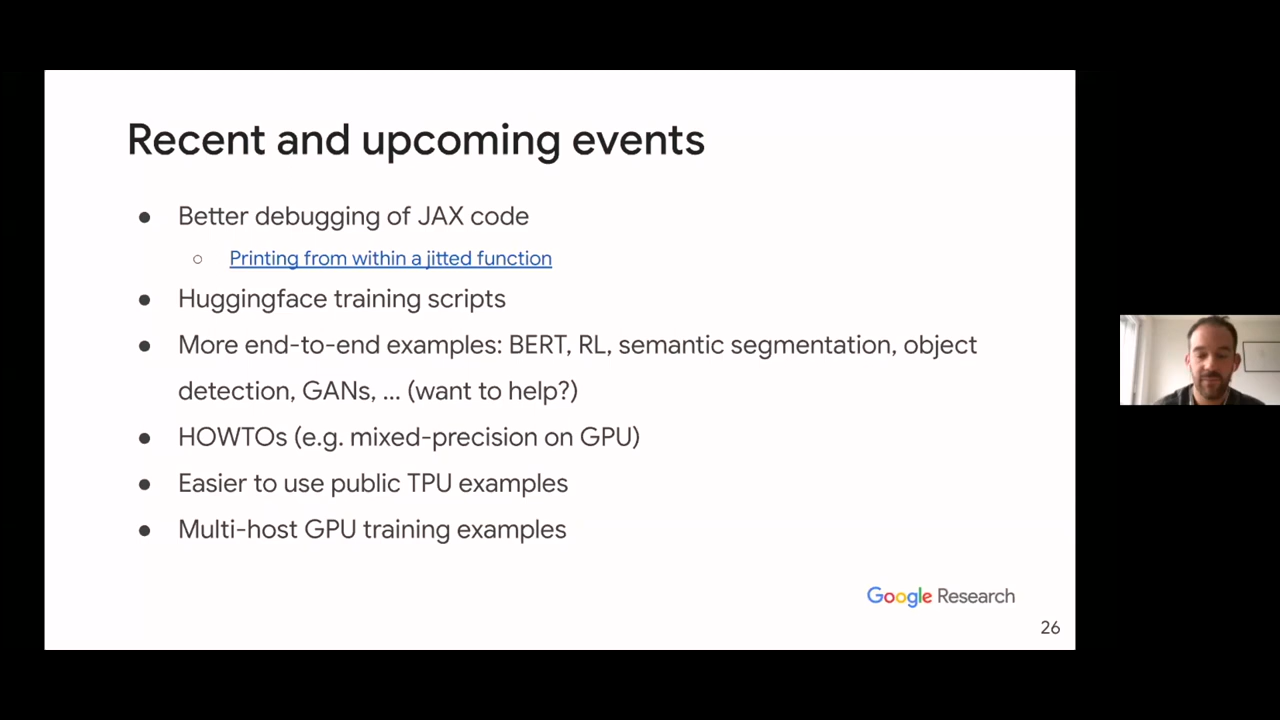 Recent and upcoming events
● Better debugging of JAX code
○ Printing from within a jitted function
● Huggingface training scripts
● More end-to-end examples: BERT, RL, semantic segmentation, object
detection, GANs, ... (want to help?)
● HOWTOs (e.g. mixed-precision on GPU)
● Easier to use public TPU examples
● Multi-host GPU training examples
Google Research
26